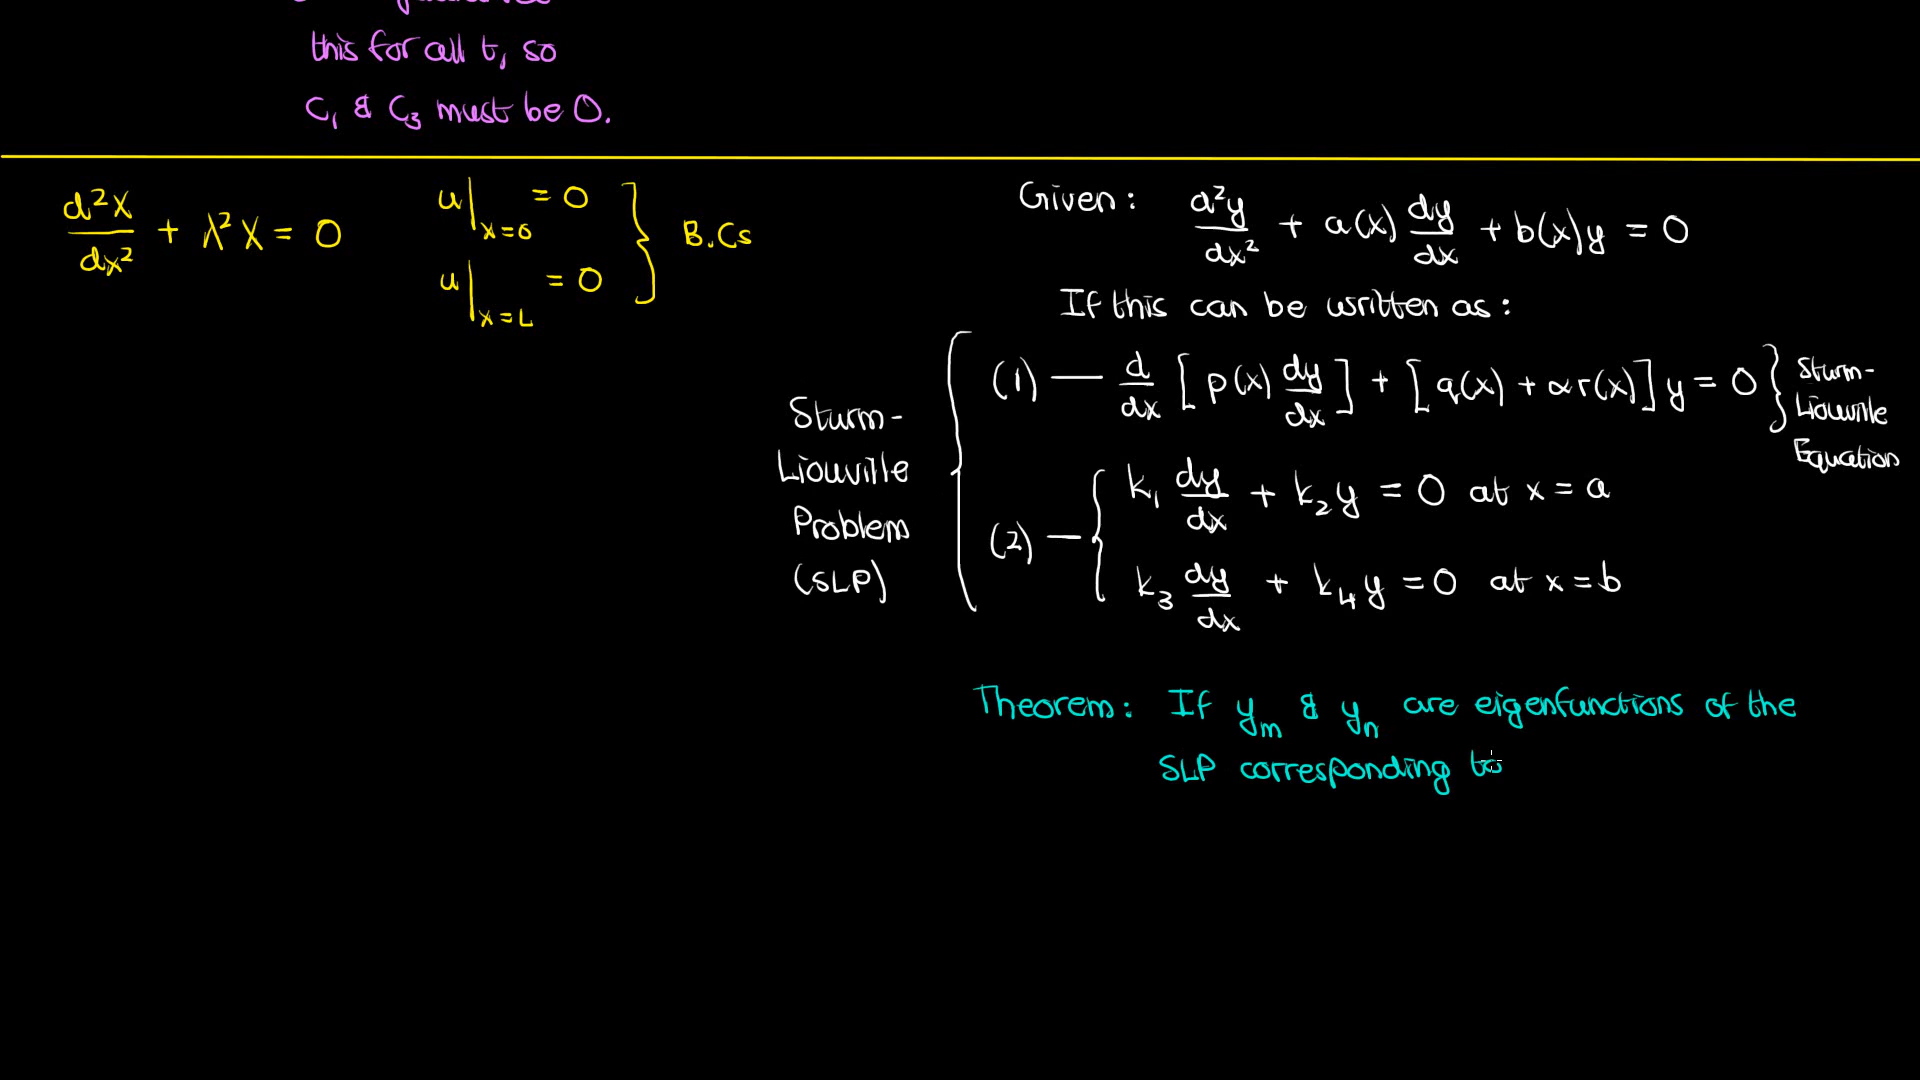 this for all t, so
C₁ & C₃ must be 0.
d²X/dx² + λ²X = 0
u|ₓ₌₀ = 0
u|ₓ₌L = 0
B.Cs
Given: a²y/dx² + a(x) dy/dx + b(x)y = 0
If this can be written as:
Sturm-
Liouville
Problem
(SLP)
(1) — d/dx [p(x) dy/dx] + [q(x) + αr(x)] y = 0
Sturm-
Liouville
Equation
(2) — k₁ dy/dx + k₂y = 0 at x = a
k₃ dy/dx + k₄y = 0 at x = b
Theorem: If yₘ & yₙ are eigenfunctions of the
SLP corresponding to